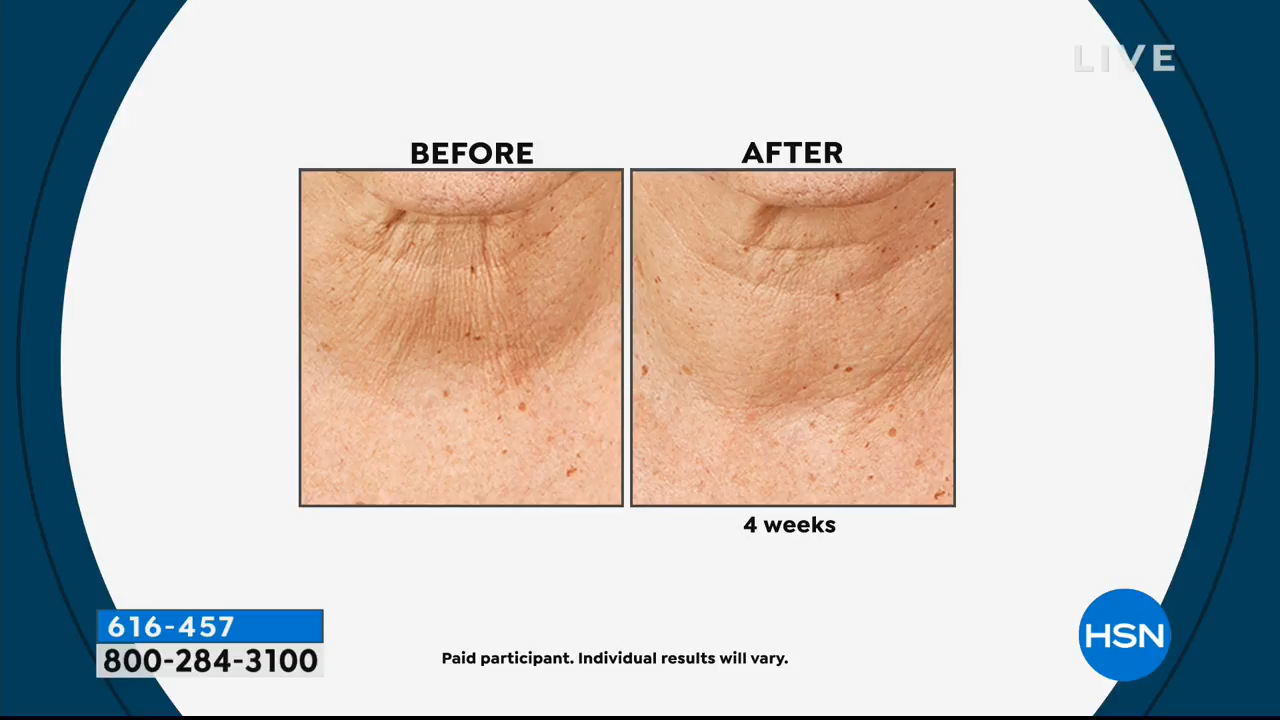 LIVE
BEFORE
AFTER
4 weeks
616-457
800-284-3100
Paid participant. Individual results will vary.
HSN